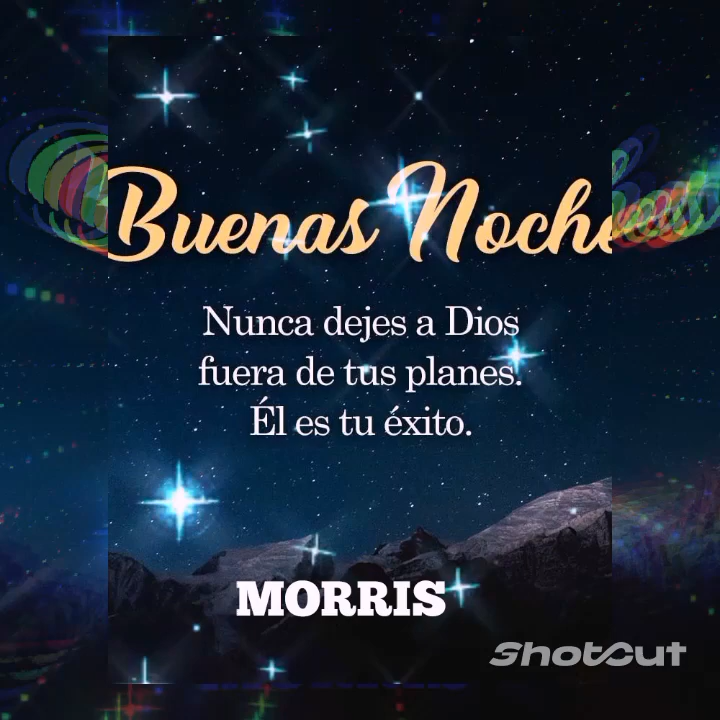 Buenas Noche
Nunca dejes a Dios
fuera de tus planes.
Él es tu éxito.
MORRIS
ShotCut